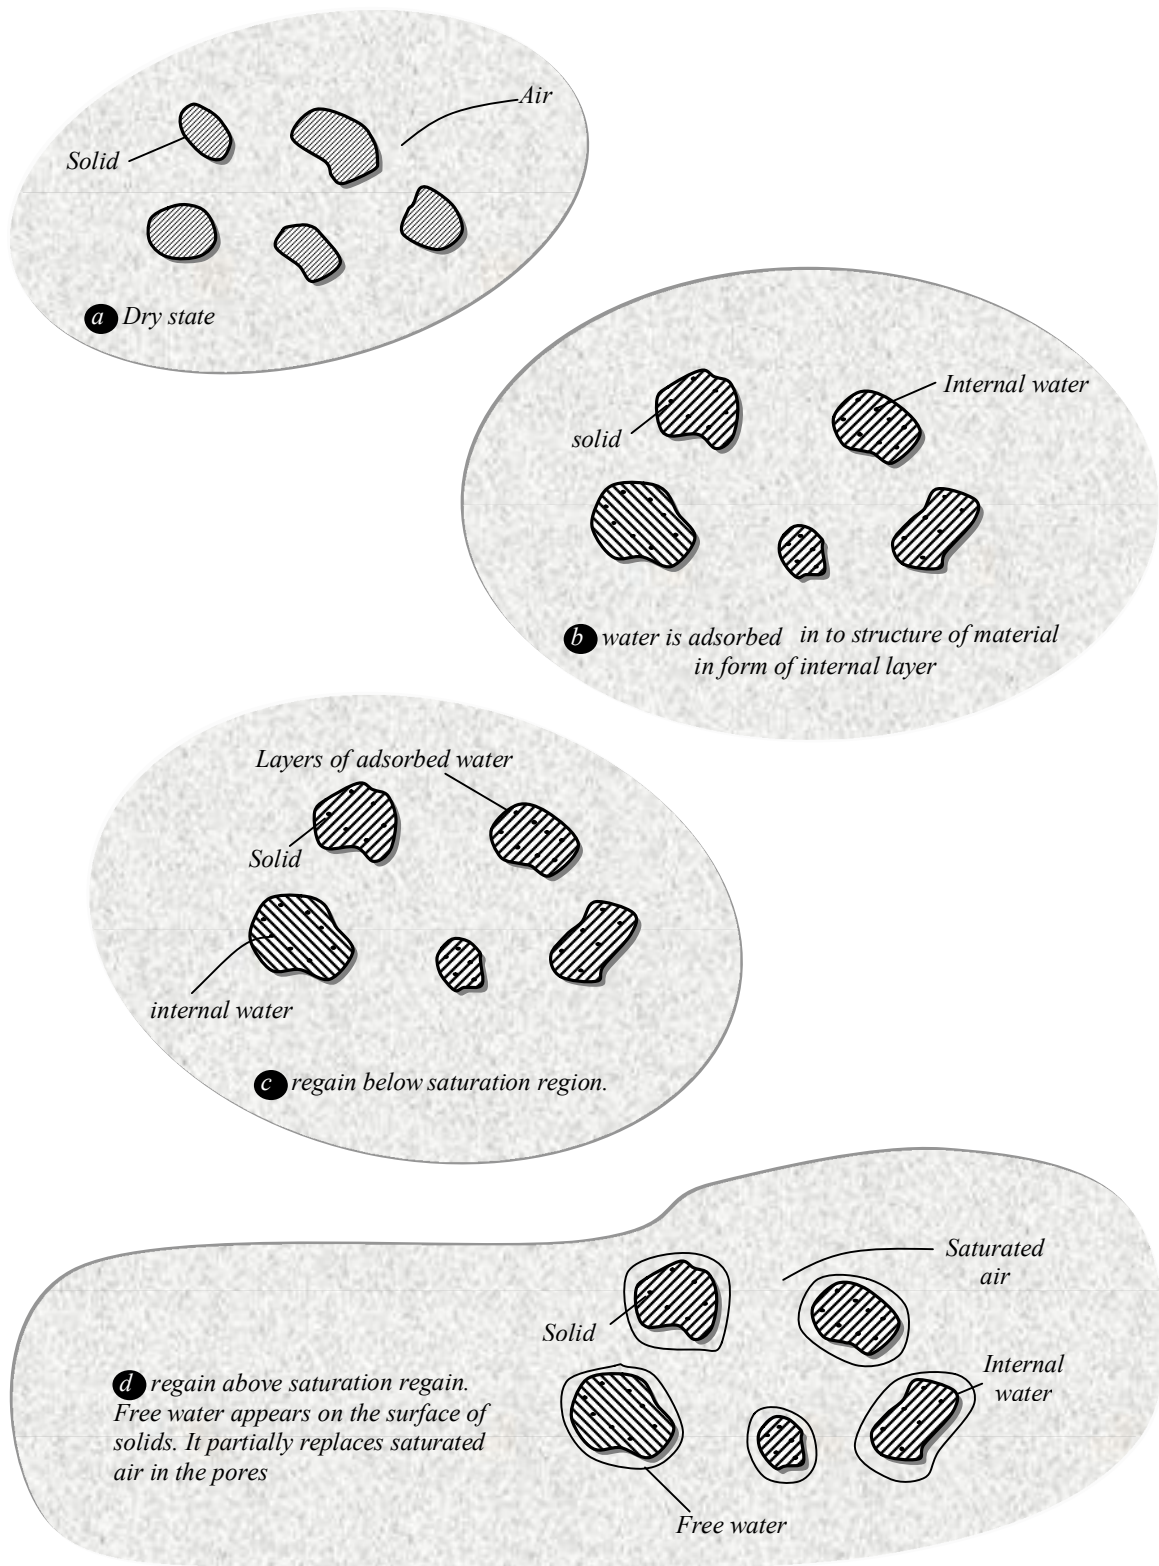 Air
Solid
a Dry state
Internal water
solid
b water is adsorbed in to structure of material
in form of internal layer
Layers of adsorbed water
Solid
internal water
c regain below saturation region.
Saturated
air
Solid
Internal
water
d regain above saturation regain.
Free water appears on the surface of
solids. It partially replaces saturated
air in the pores
Free water